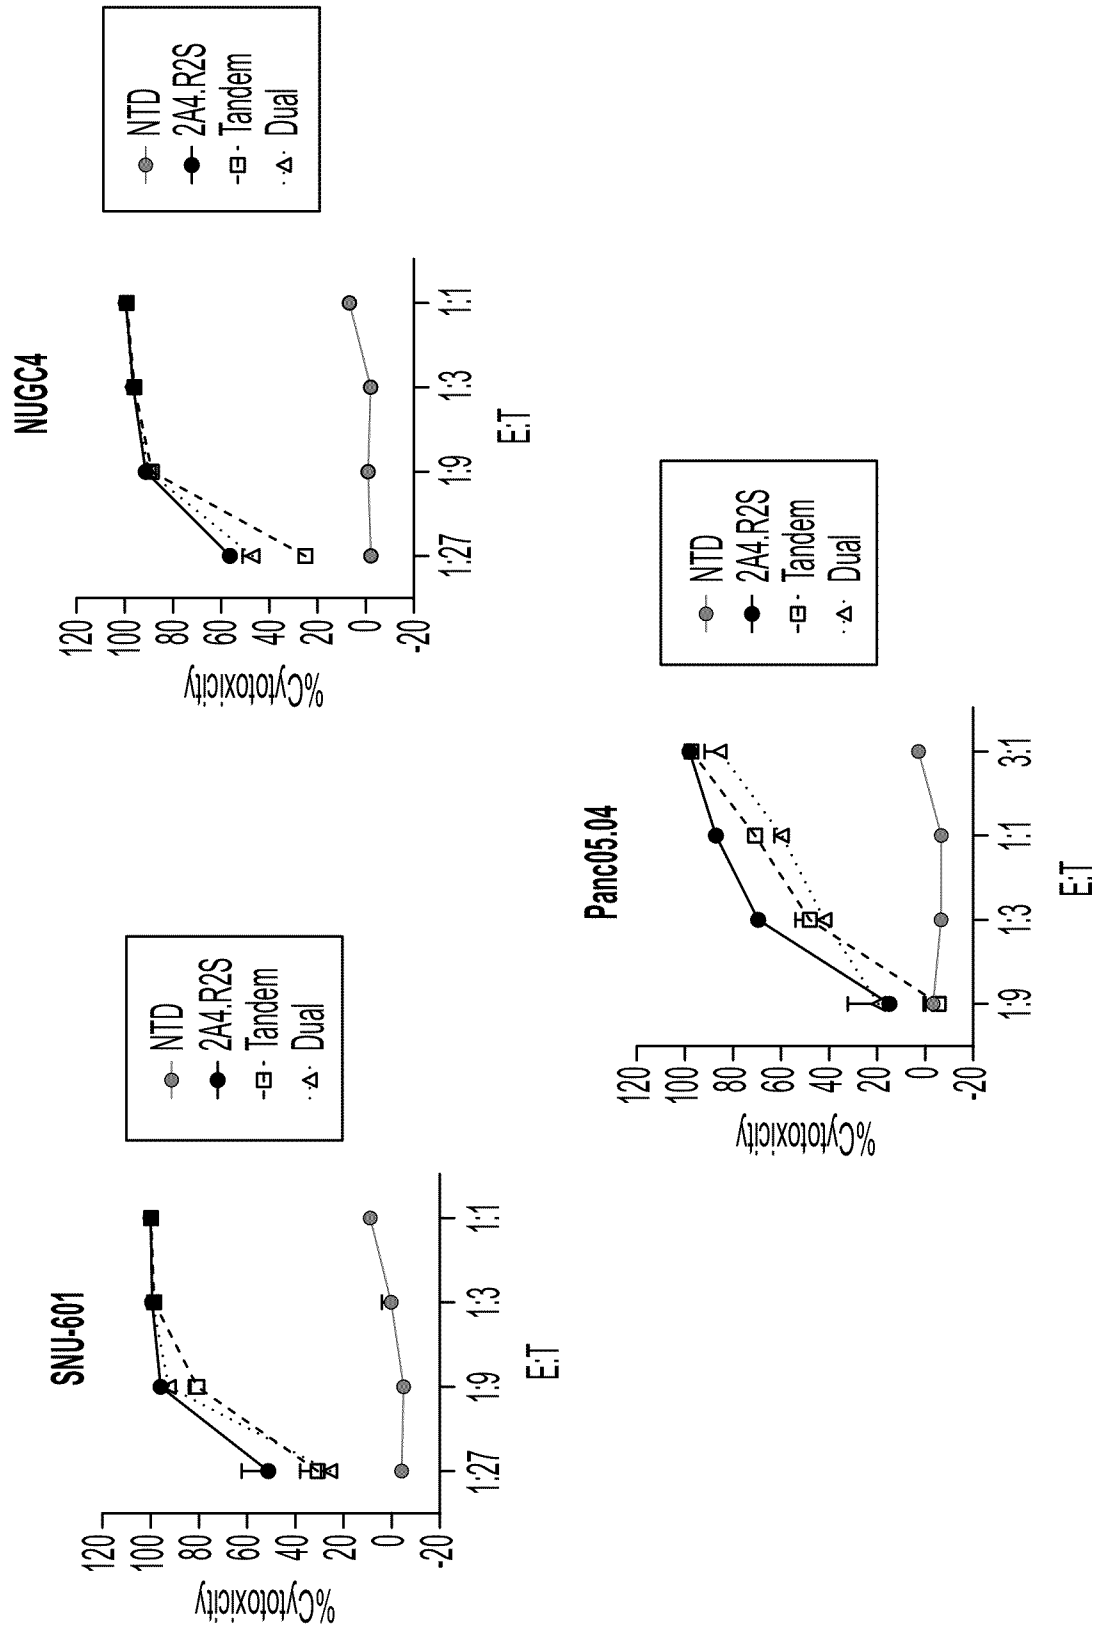 SNU-601
%Cytotoxicity
120
100
80
60
40
20
0
-20
1:27
1:9
1:3
1:1
E:T
NTD
2A4.R2S
Tandem
Dual
NUGC4
%Cytotoxicity
120
100
80
60
40
20
0
-20
1:27
1:9
1:3
1:1
E:T
NTD
2A4.R2S
Tandem
Dual
Panc05.04
%Cytotoxicity
120
100
80
60
40
20
0
-20
1:9
1:3
1:1
3:1
E:T
NTD
2A4.R2S
Tandem
Dual